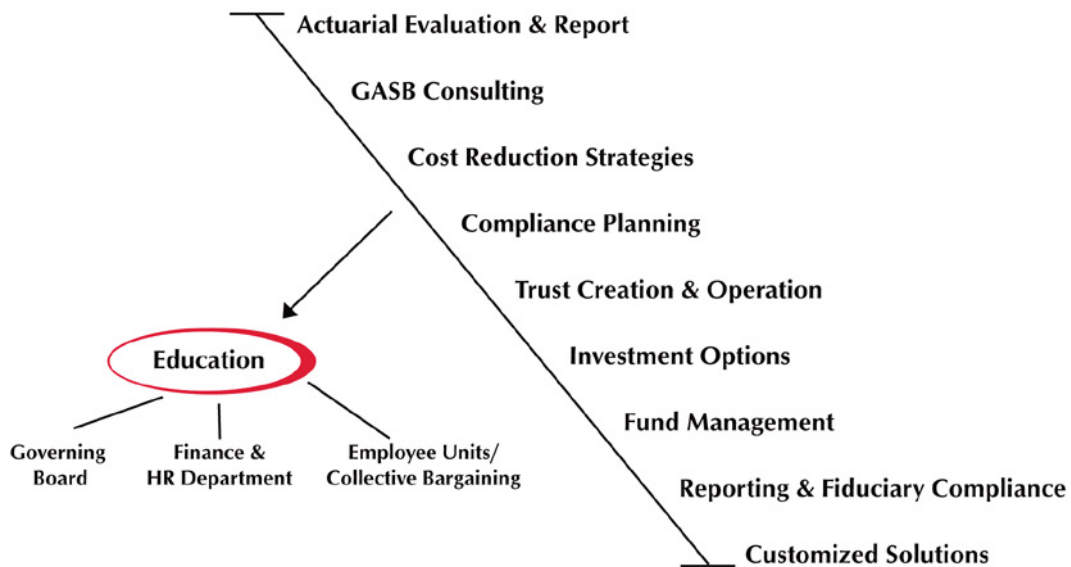 Actuarial Evaluation & Report
GASB Consulting
Cost Reduction Strategies
Compliance Planning
Trust Creation & Operation
Investment Options
Fund Management
Reporting & Fiduciary Compliance
Customized Solutions
Education
Governing
Board
Finance &
HR Department
Employee Units/
Collective Bargaining